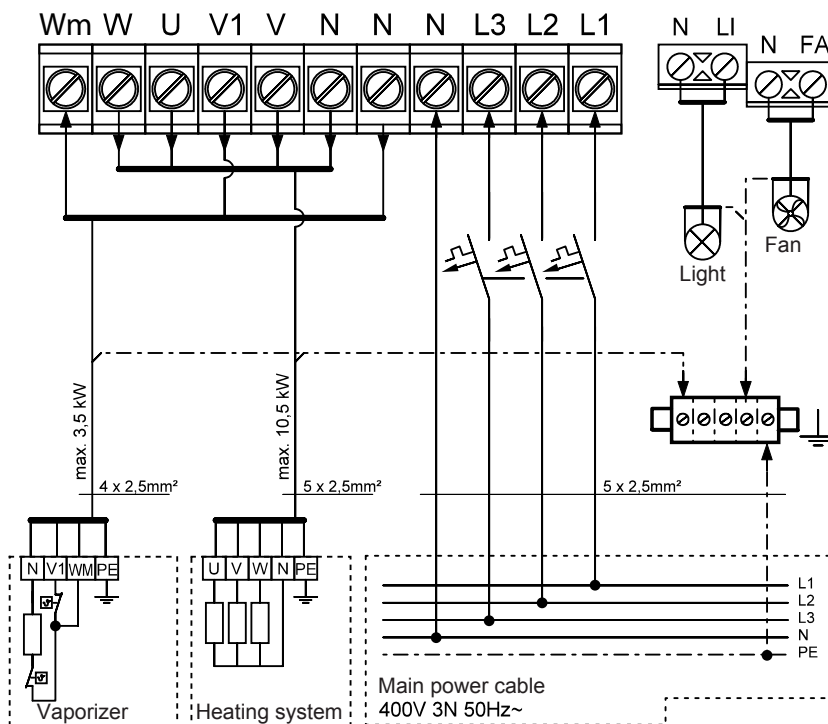 Wm W U V1 V N N N L3 L2 L1
N LI
N FA
Light
Fan
max. 3,5 kW
max. 10,5 kW
4 x 2,5mm²
5 x 2,5mm²
5 x 2,5mm²
N V1 WM PE
U V W N PE
L1
L2
L3
N
PE
Vaporizer
Heating system
Main power cable
400V 3N 50Hz~